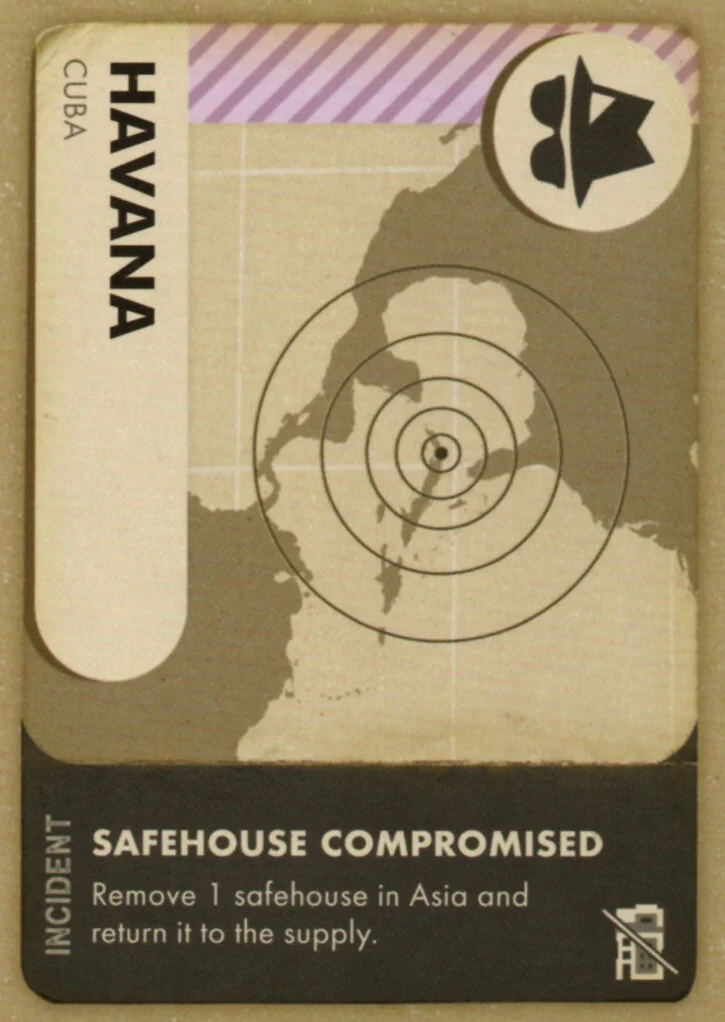 HAVANA
CUBA
INCIDENT
SAFEHOUSE COMPROMISED
Remove 1 safehouse in Asia and
return it to the supply.